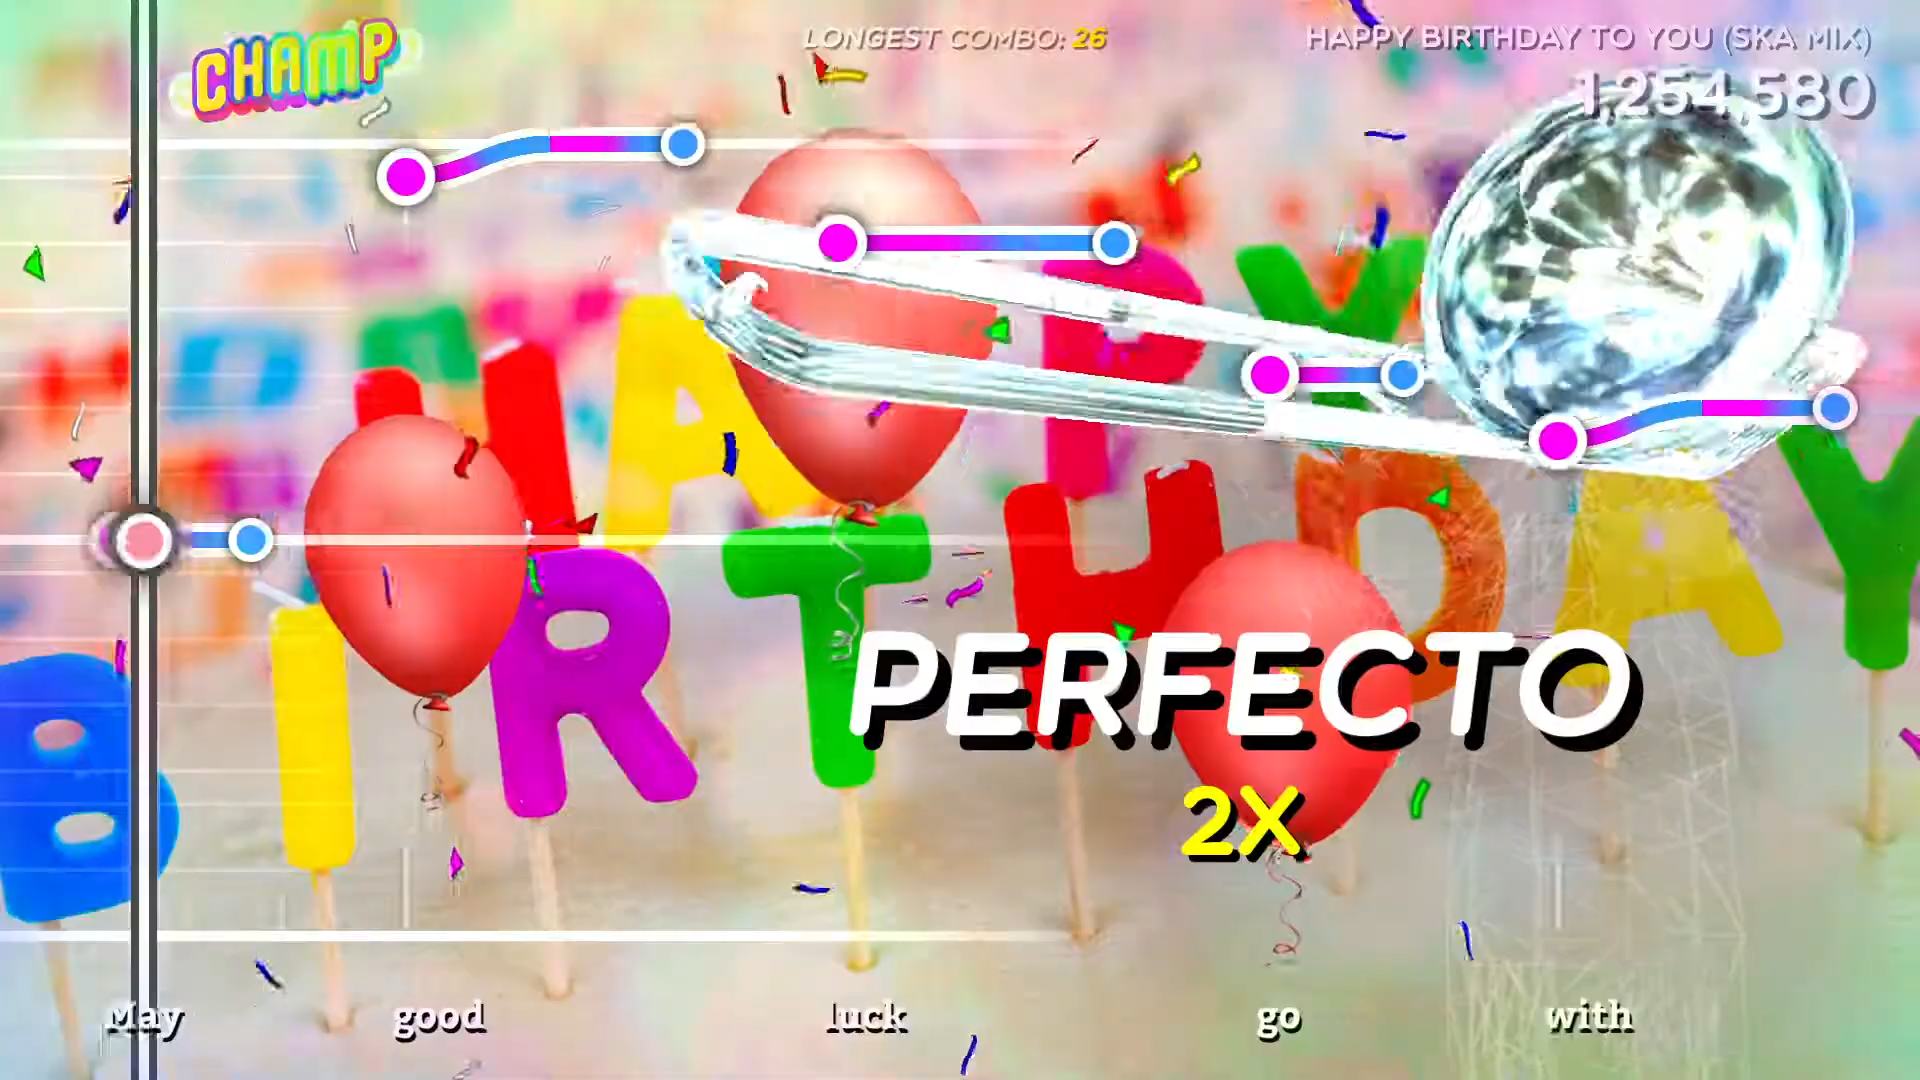 CHAMP
LONGEST COMBO: 26
HAPPY BIRTHDAY TO YOU (SKA MIX)
1,254,580
HAPPY
BIRTHDAY
PERFECTO
2X
May good luck go with